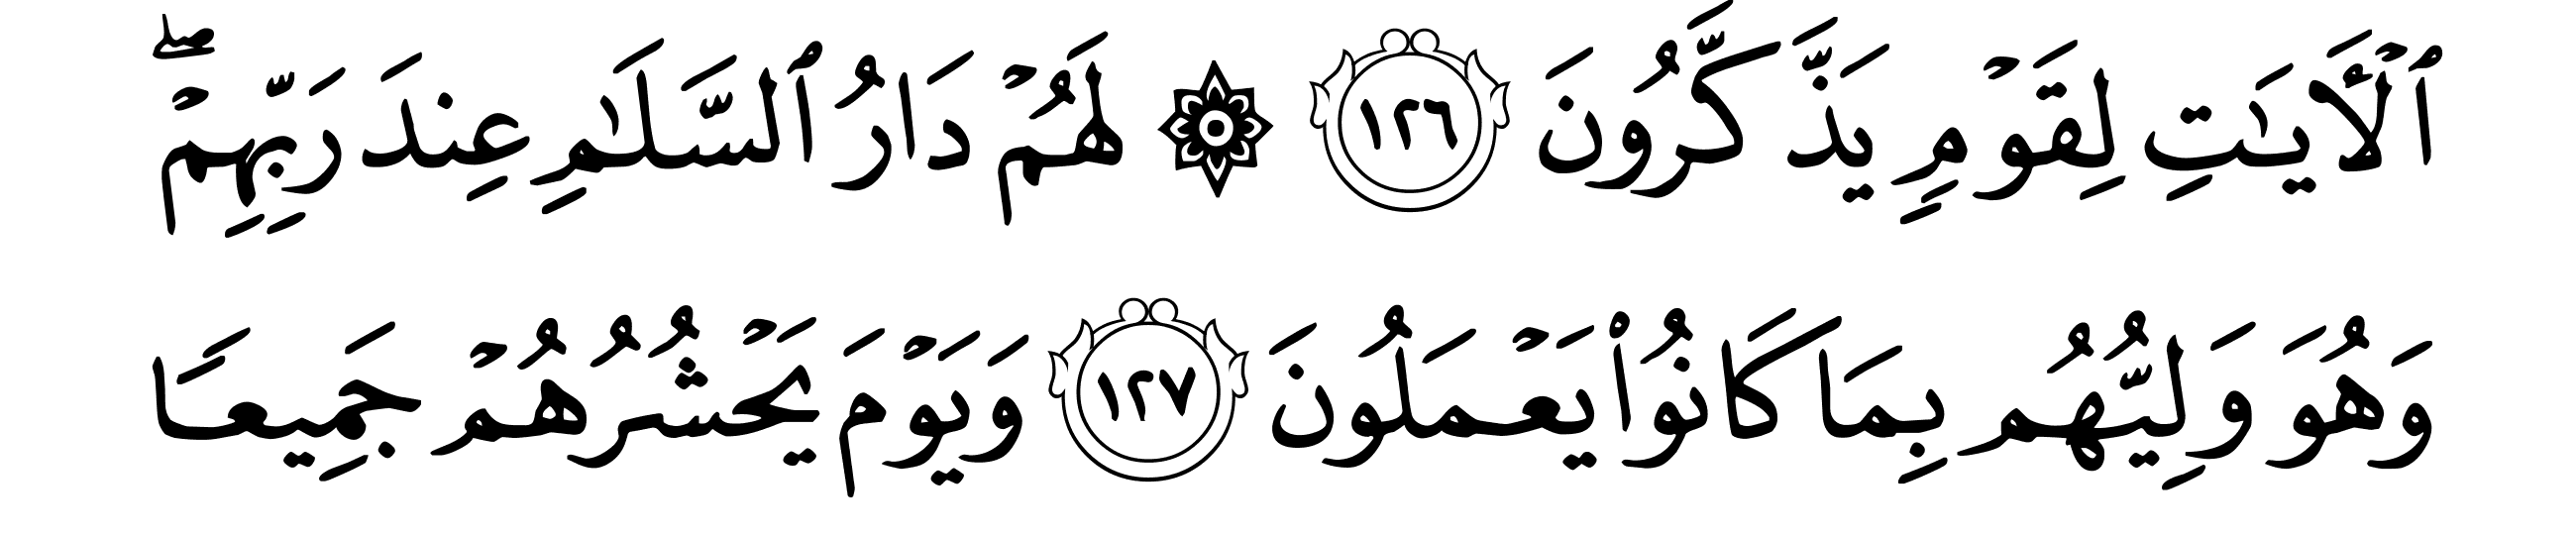 ٱلۡأٓيَٰتِ لِقَوۡمٖ يَذَّكَّرُونَ ١٢٦ ۞ لَهُمۡ دَارُ ٱلسَّلَٰمِ عِندَ رَبِّهِمۡۖ
وَهُوَ وَلِيُّهُم بِمَا كَانُواْ يَعۡمَلُونَ ١٢٧ وَيَوۡمَ يَحۡشُرُهُمۡ جَمِيعٗا